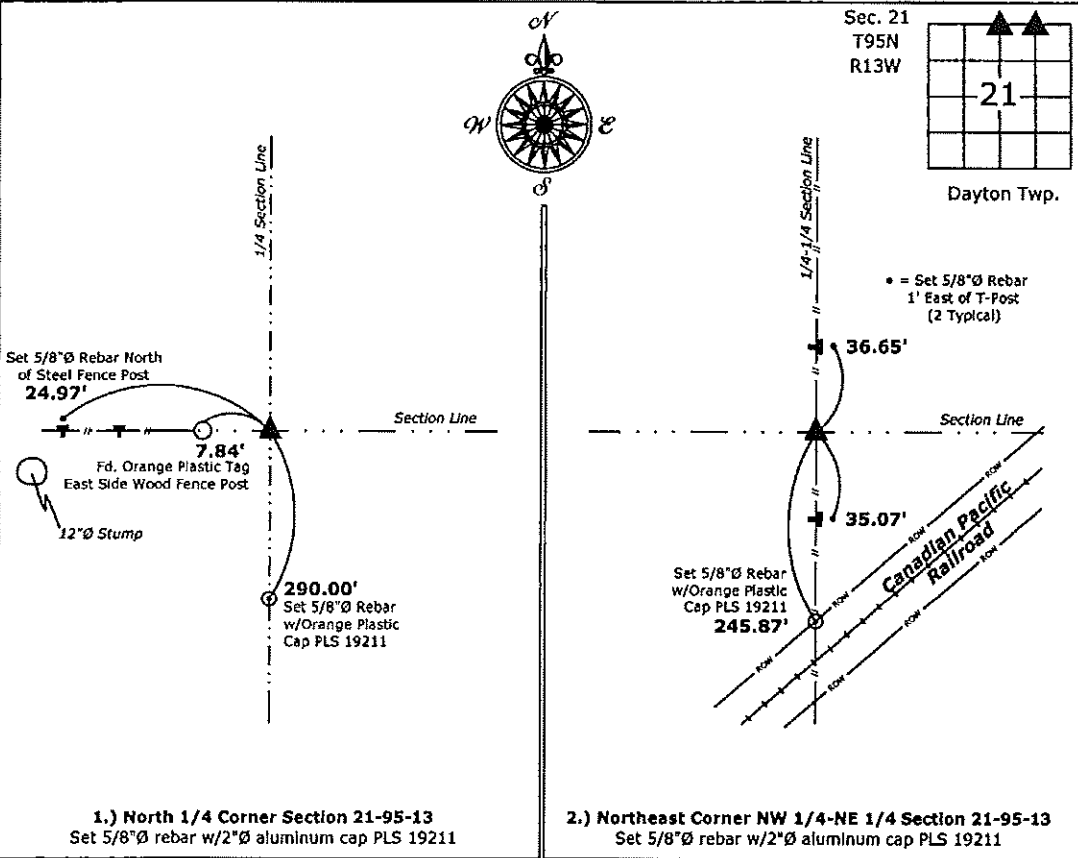 N
W
E
S
Sec. 21
T95N
R13W
21
Dayton Twp.
1/4 Section Line
Set 5/8"Ø Rebar North
of Steel Fence Post
24.97'
Section Line
7.84'
Fd. Orange Plastic Tag
East Side Wood Fence Post
12"Ø Stump
290.00'
Set 5/8"Ø Rebar
w/Orange Plastic
Cap PLS 19211
1.) North 1/4 Corner Section 21-95-13
Set 5/8"Ø rebar w/2"Ø aluminum cap PLS 19211
1/4-1/4 Section Line
• = Set 5/8"Ø Rebar
1' East of T-Post
(2 Typical)
36.65'
Section Line
35.07'
Set 5/8"Ø Rebar
w/Orange Plastic
Cap PLS 19211
245.87'
Canadian Pacific
Railroad
ROW
ROW
ROW
ROW
ROW
ROW
2.) Northeast Corner NW 1/4-NE 1/4 Section 21-95-13
Set 5/8"Ø rebar w/2"Ø aluminum cap PLS 19211